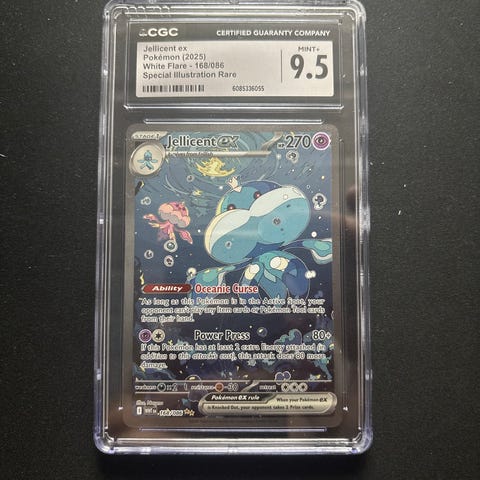 CGC CERTIFIED GUARANTY COMPANY
Jellicent ex
Pokémon (2025)
White Flare - 168/086
Special Illustration Rare
MINT+
9.5
6085336055
STAGE 1
Jellicent ex HP 270
Ability Oceanic Curse
As long as this Pokémon is in the Active Spot, your
opponent can't play any Item cards or Pokémon Tool cards
from their hand.
Power Press 80+
If this Pokémon has at least 2 extra Energy attached (in
addition to this attack's cost), this attack does 80 more
damage.
weakness ×2 resistance -30 retreat
Pokémon ex rule
When your Pokémon ex
is Knocked Out, your opponent takes 2 Prize cards.
168/086